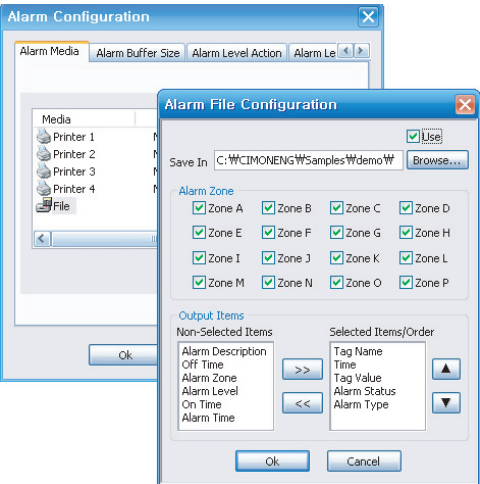 Alarm Configuration
Alarm Media Alarm Buffer Size Alarm Level Action Alarm Le
Media
Printer 1
Printer 2
Printer 3
Printer 4
File
Ok
Alarm File Configuration
Use
Save In C:₩CIMONENG₩Samples₩demo₩ Browse...
Alarm Zone
Zone A Zone B Zone C Zone D
Zone E Zone F Zone G Zone H
Zone I Zone J Zone K Zone L
Zone M Zone N Zone O Zone P
Output Items
Non-Selected Items Selected Items/Order
Alarm Description
Off Time
Alarm Zone
Alarm Level
On Time
Alarm Time
>>
<<
Tag Name
Time
Tag Value
Alarm Status
Alarm Type
Ok Cancel